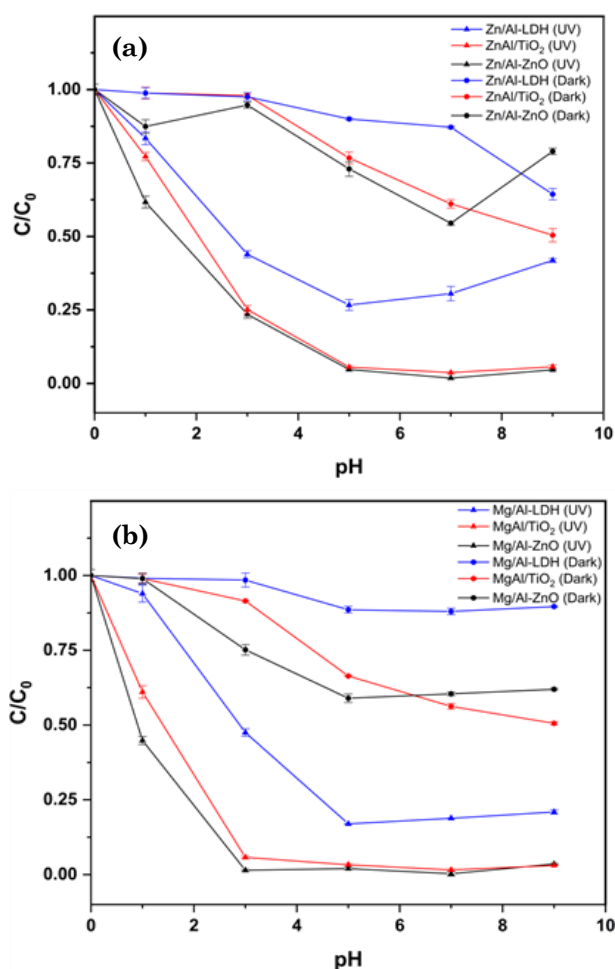 (a)
Zn/Al-LDH (UV)
ZnAl/TiO₂ (UV)
Zn/Al-ZnO (UV)
Zn/Al-LDH (Dark)
ZnAl/TiO₂ (Dark)
Zn/Al-ZnO (Dark)
1.00
0.75
0.50
0.25
0.00
C/C₀
0 2 4 6 8 10
pH
(b)
Mg/Al-LDH (UV)
MgAl/TiO₂ (UV)
Mg/Al-ZnO (UV)
Mg/Al-LDH (Dark)
MgAl/TiO₂ (Dark)
Mg/Al-ZnO (Dark)
1.00
0.75
0.50
0.25
0.00
C/C₀
0 2 4 6 8 10
pH